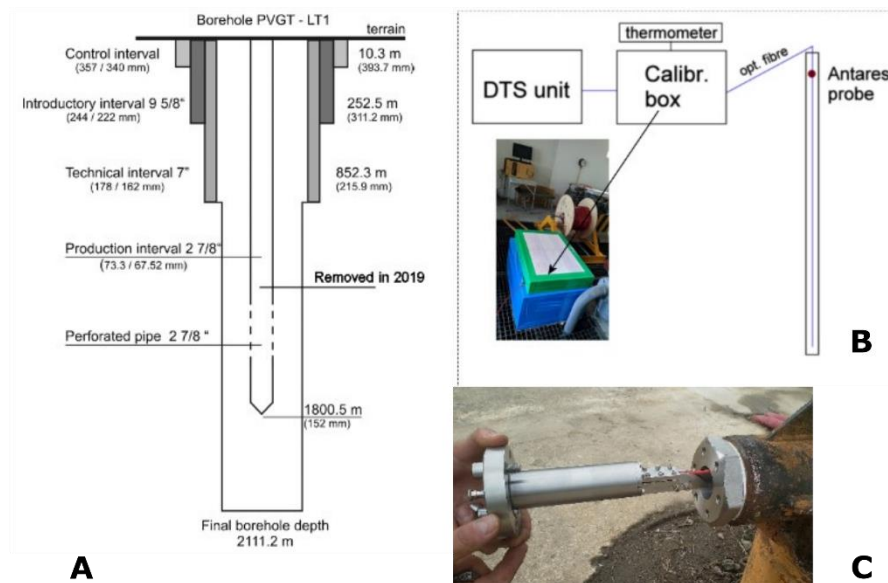 Borehole PVGT - LT1
terrain
Control interval
(357 / 340 mm)
10.3 m
(393.7 mm)
Introductory interval 9 5/8"
(244 / 222 mm)
252.5 m
(311.2 mm)
Technical interval 7"
(178 / 162 mm)
852.3 m
(215.9 mm)
Production interval 2 7/8"
(73.3 / 67.52 mm)
Removed in 2019
Perforated pipe 2 7/8 "
1800.5 m
(152 mm)
Final borehole depth
2111.2 m
A
thermometer
DTS unit
Calibr.
box
opt. fibre
Antares
probe
B
C